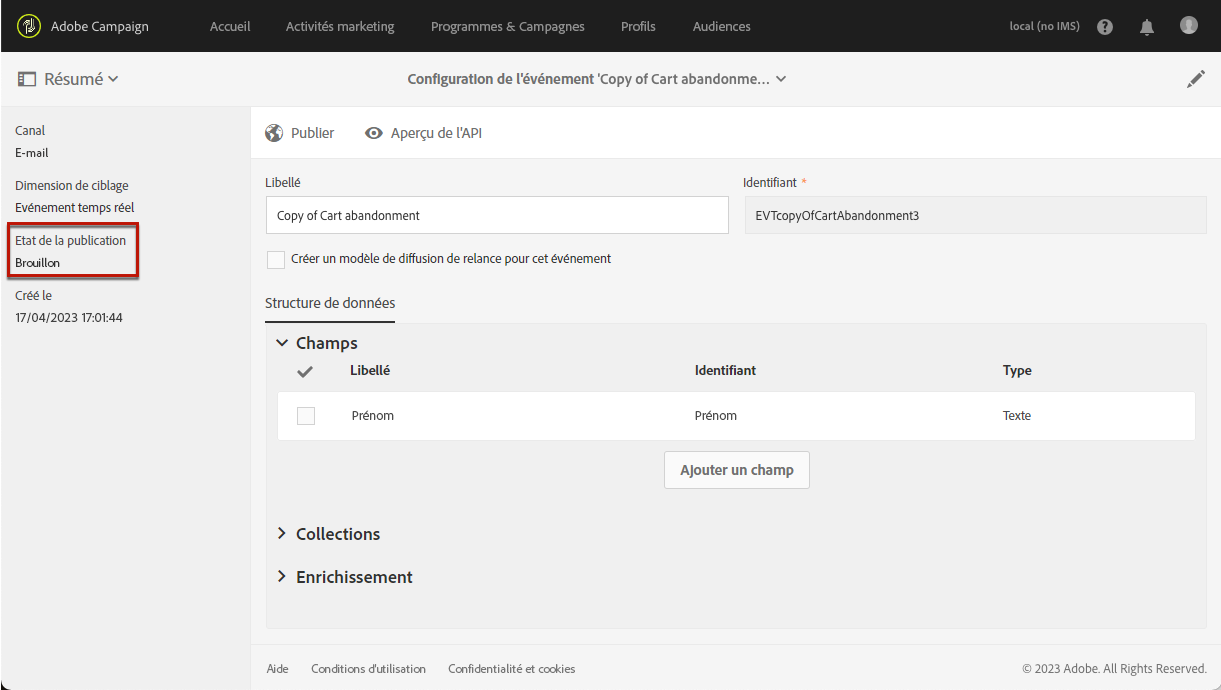 Adobe Campaign Accueil Activités marketing Programmes & Campagnes Profils Audiences local (no IMS) ?
Résumé Configuration de l'événement 'Copy of Cart abandonme...
Canal
E-mail
Dimension de ciblage
Evénement temps réel
Etat de la publication
Brouillon
Créé le
17/04/2023 17:01:44
Publier Aperçu de l'API
Libellé Identifiant *
Copy of Cart abandonment EVTcopyOfCartAbandonment3
Créer un modèle de diffusion de relance pour cet événement
Structure de données
Champs
Libellé Identifiant Type
Prénom Prénom Texte
Ajouter un champ
Collections
Enrichissement
Aide Conditions d'utilisation Confidentialité et cookies © 2023 Adobe. All Rights Reserved.